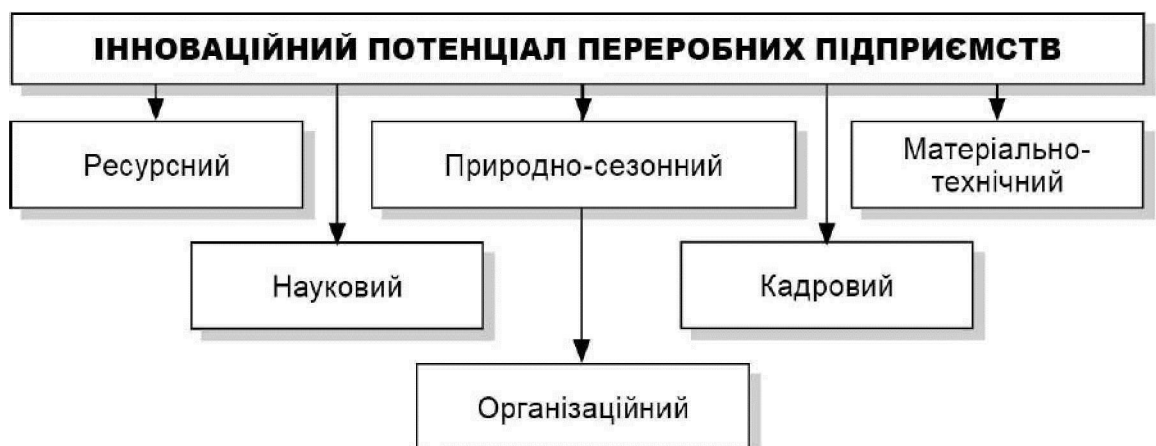 ІННОВАЦІЙНИЙ ПОТЕНЦІАЛ ПЕРЕРОБНИХ ПІДПРИЄМСТВ
Ресурсний
Природно-сезонний
Матеріально-
технічний
Науковий
Кадровий
Організаційний